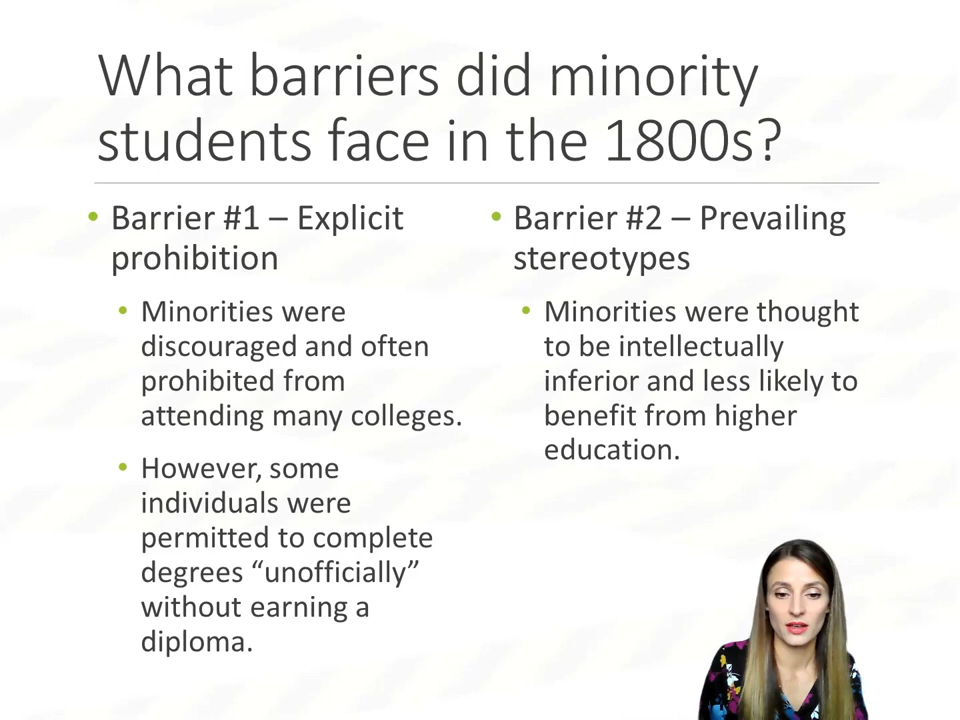 What barriers did minority
students face in the 1800s?
• Barrier #1 – Explicit
prohibition
• Minorities were
discouraged and often
prohibited from
attending many colleges.
• However, some
individuals were
permitted to complete
degrees “unofficially”
without earning a
diploma.
• Barrier #2 – Prevailing
stereotypes
• Minorities were thought
to be intellectually
inferior and less likely to
benefit from higher
education.